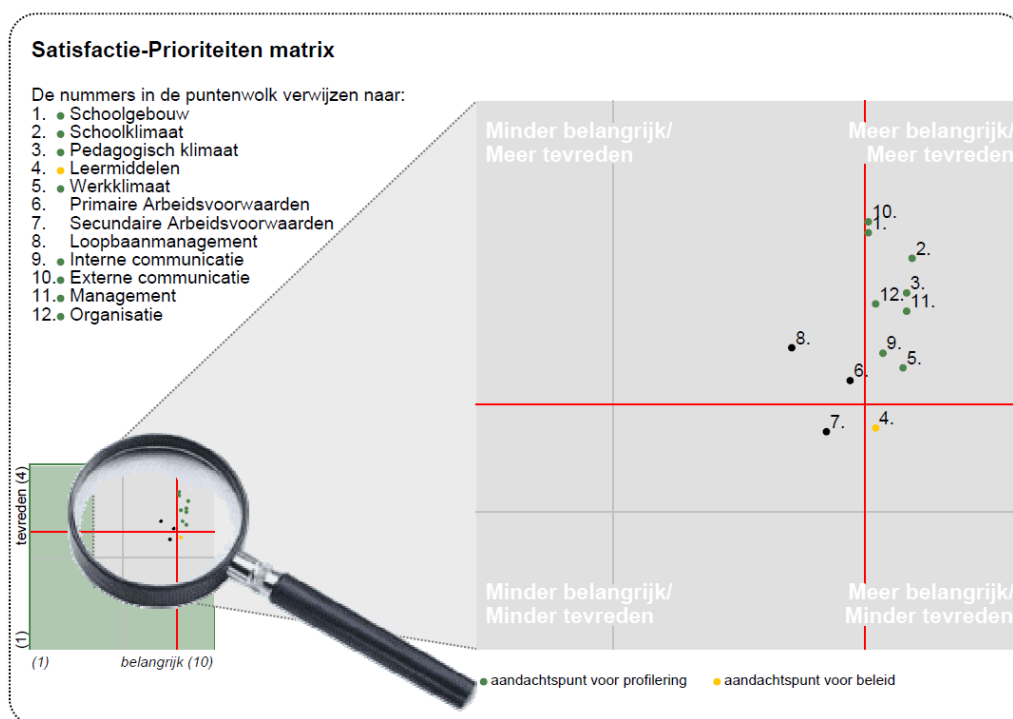 Satisfactie-Prioriteiten matrix
De nummers in de puntenwolk verwijzen naar:
1. Schoolgebouw
2. Schoolklimaat
3. Pedagogisch klimaat
4. Leermiddelen
5. Werkklimaat
6. Primaire Arbeidsvoorwaarden
7. Secundaire Arbeidsvoorwaarden
8. Loopbaanmanagement
9. Interne communicatie
10. Externe communicatie
11. Management
12. Organisatie
Minder belangrijk/
Meer tevreden
Meer belangrijk/
Meer tevreden
10.
1.
2.
3.
12.
11.
8.
9.
5.
6.
7.
4.
Minder belangrijk/
Minder tevreden
Meer belangrijk/
Minder tevreden
tevreden (4)
(1)
(1)
belangrijk (10)
aandachtspunt voor profilering
aandachtspunt voor beleid